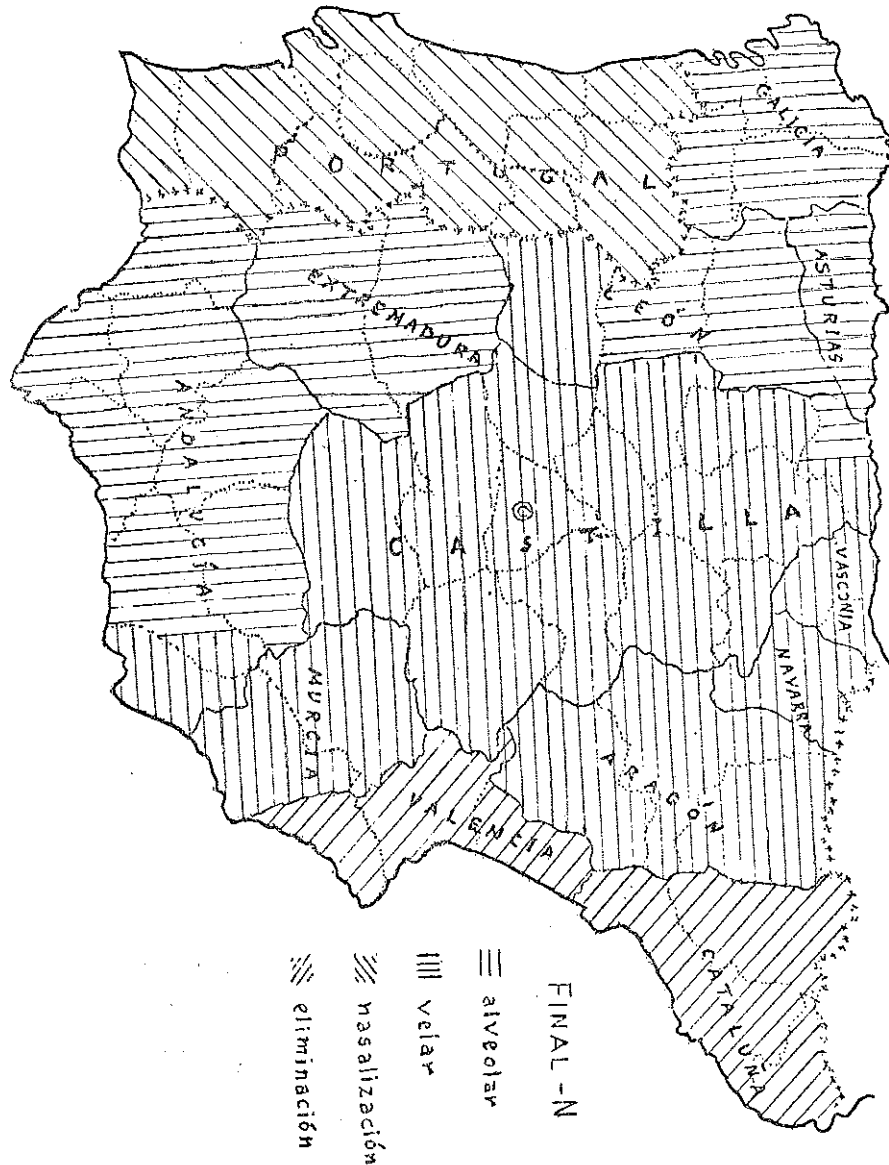 GALICIA
ASTURIAS
LEÓN
VASCONIA
NAVARRA
CATALUÑA
ARAGÓN
CASTILLA
PORTUGAL
EXTREMADURA
VALENCIA
MURCIA
ANDALUCÍA
FINAL -N
alveolar
velar
nasalización
eliminación